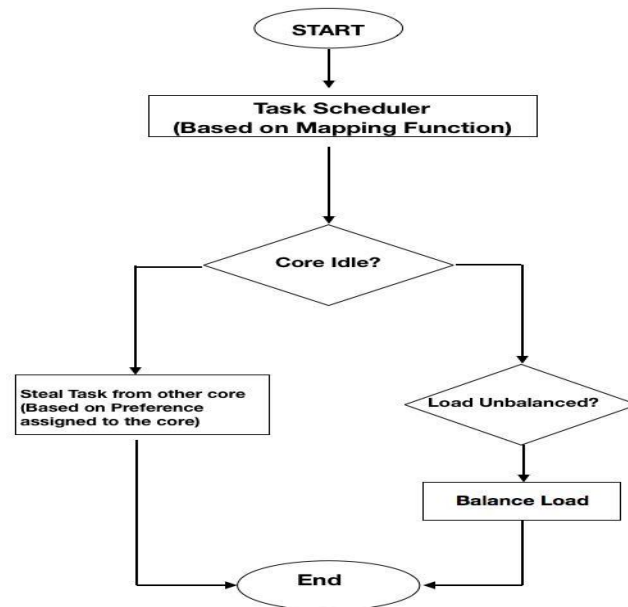 START
Task Scheduler
(Based on Mapping Function)
Core Idle?
Steal Task from other core
(Based on Preference
assigned to the core)
Load Unbalanced?
Balance Load
End